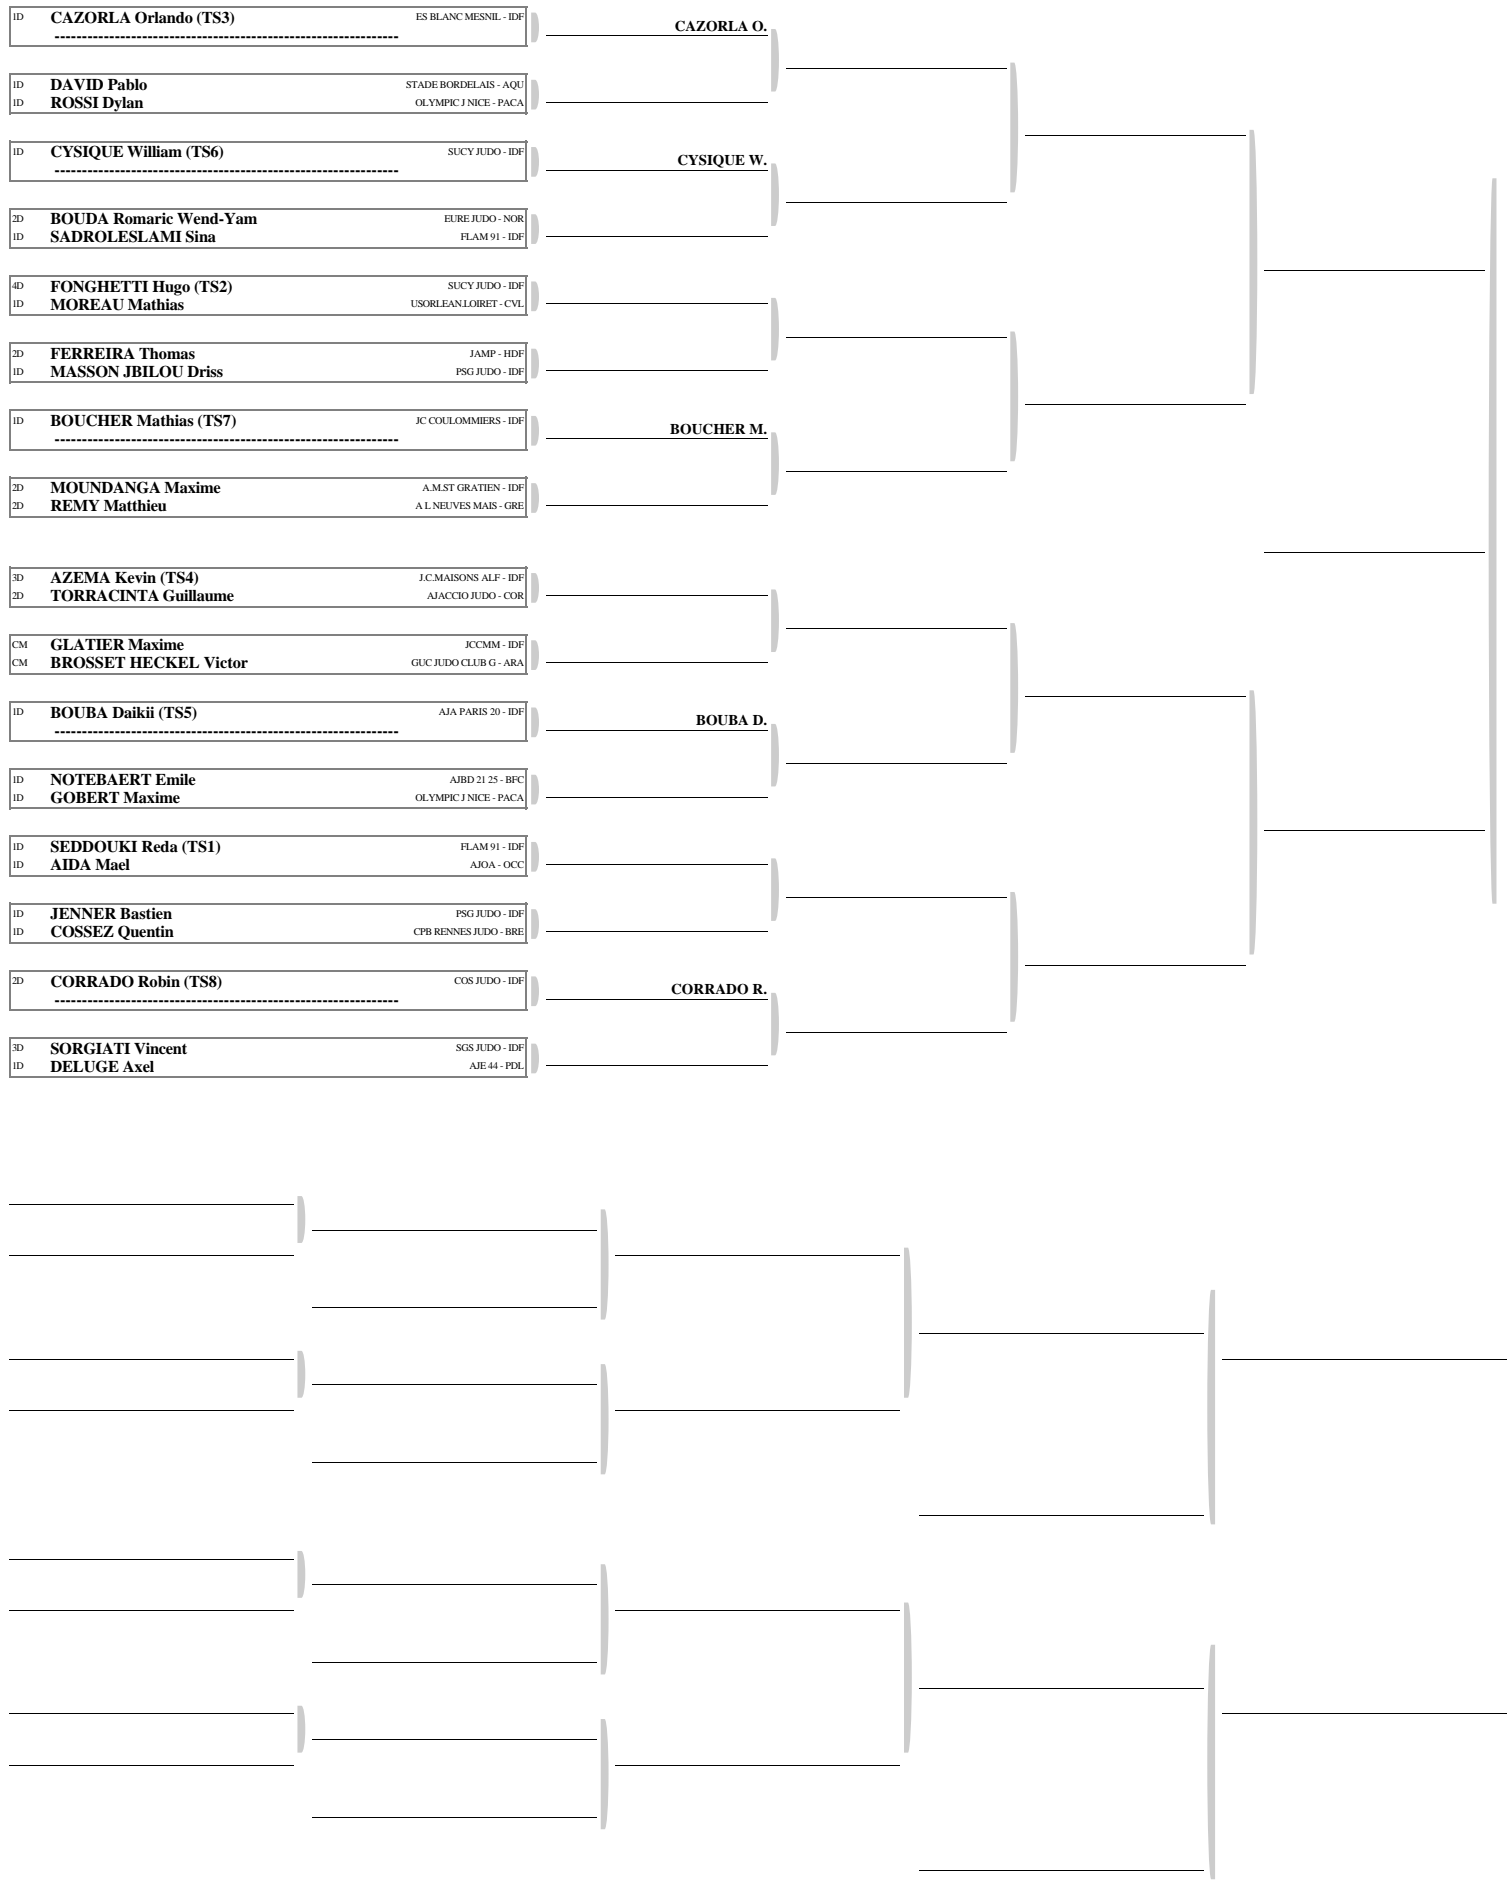 1D CAZORLA Orlando (TS3) ES BLANC MESNIL - IDF
CAZORLA O.
----------------------------------------------------------------
1D DAVID Pablo STADE BORDELAIS - AQU
1D ROSSI Dylan OLYMPIC J NICE - PACA
1D CYSIQUE William (TS6) SUCY JUDO - IDF
CYSIQUE W.
----------------------------------------------------------------
2D BOUDA Romaric Wend-Yam EURE JUDO - NOR
1D SADROLESLAMI Sina FLAM 91 - IDF
4D FONGHETTI Hugo (TS2) SUCY JUDO - IDF
1D MOREAU Mathias USORLEAN.LOIRET - CVL
2D FERREIRA Thomas JAMP - HDF
1D MASSON JBILOU Driss PSG JUDO - IDF
1D BOUCHER Mathias (TS7) JC COULOMMIERS - IDF
BOUCHER M.
----------------------------------------------------------------
2D MOUNDANGA Maxime A.M.ST GRATIEN - IDF
2D REMY Matthieu A L NEUVES MAIS - GRE
3D AZEMA Kevin (TS4) J.C.MAISONS ALF - IDF
2D TORRACINTA Guillaume AJACCIO JUDO - COR
CM GLATIER Maxime JCCMM - IDF
CM BROSSET HECKEL Victor GUC JUDO CLUB G - ARA
1D BOUBA Daikii (TS5) AJA PARIS 20 - IDF
BOUBA D.
----------------------------------------------------------------
1D NOTEBAERT Emile AJBD 21 25 - BFC
1D GOBERT Maxime OLYMPIC J NICE - PACA
1D SEDDOUKI Reda (TS1) FLAM 91 - IDF
1D AIDA Mael AJOA - OCC
1D JENNER Bastien PSG JUDO - IDF
1D COSSEZ Quentin CPB RENNES JUDO - BRE
2D CORRADO Robin (TS8) COS JUDO - IDF
CORRADO R.
----------------------------------------------------------------
3D SORGIATI Vincent SGS JUDO - IDF
1D DELUGE Axel AJE 44 - PDL